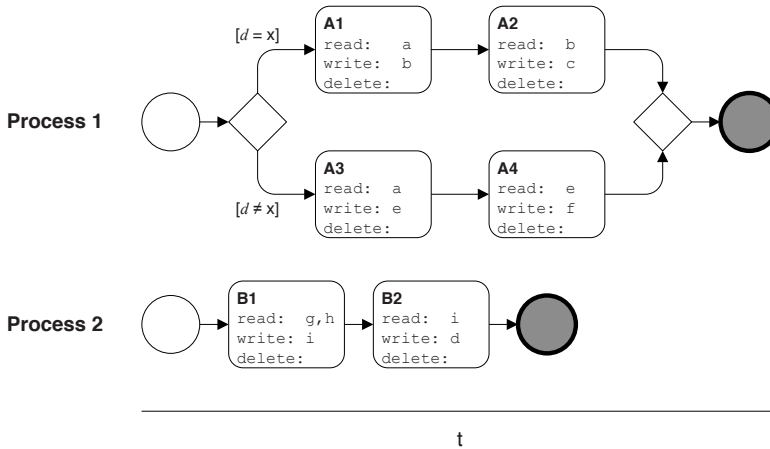 [d = x]
A1
read: a
write: b
delete:
A2
read: b
write: c
delete:
Process 1
[d ≠ x]
A3
read: a
write: e
delete:
A4
read: e
write: f
delete:
Process 2
B1
read: g,h
write: i
delete:
B2
read: i
write: d
delete:
t